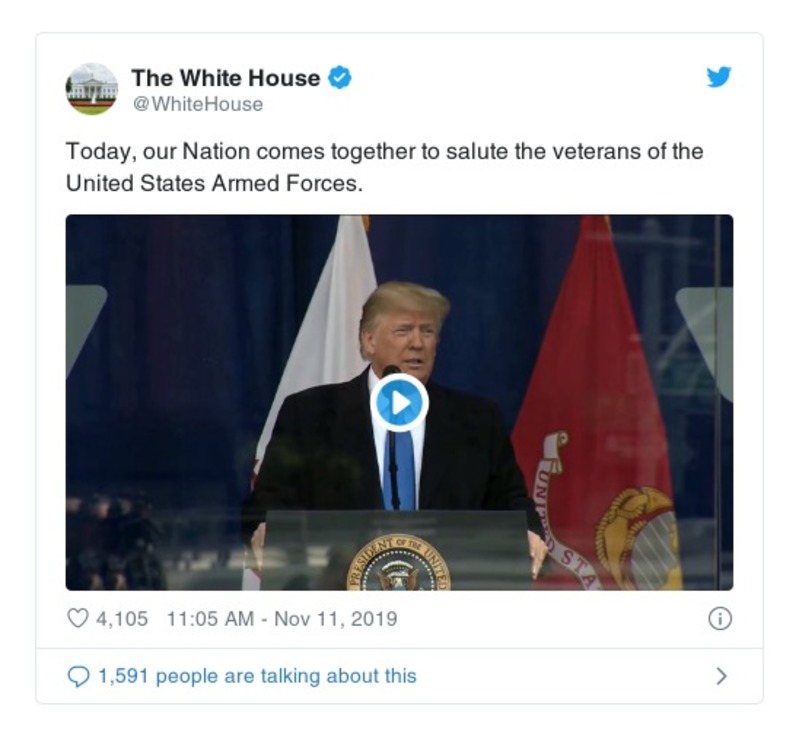 The White House
@WhiteHouse
Today, our Nation comes together to salute the veterans of the
United States Armed Forces.
UNITED STA
PRESIDENT OF THE UNITED
4,105 11:05 AM - Nov 11, 2019
1,591 people are talking about this